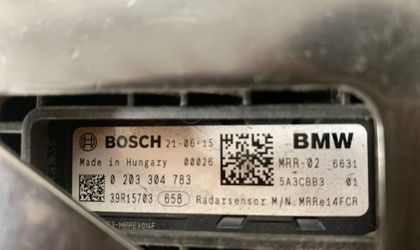 BOSCH 21-06-15 BMW
Made in Hungary 00026 MRR-02 6631
0 203 304 783 5A3CBB3 01
39R15703 658 Radarsensor M/N:MRRe14FCR
MRREVO14F